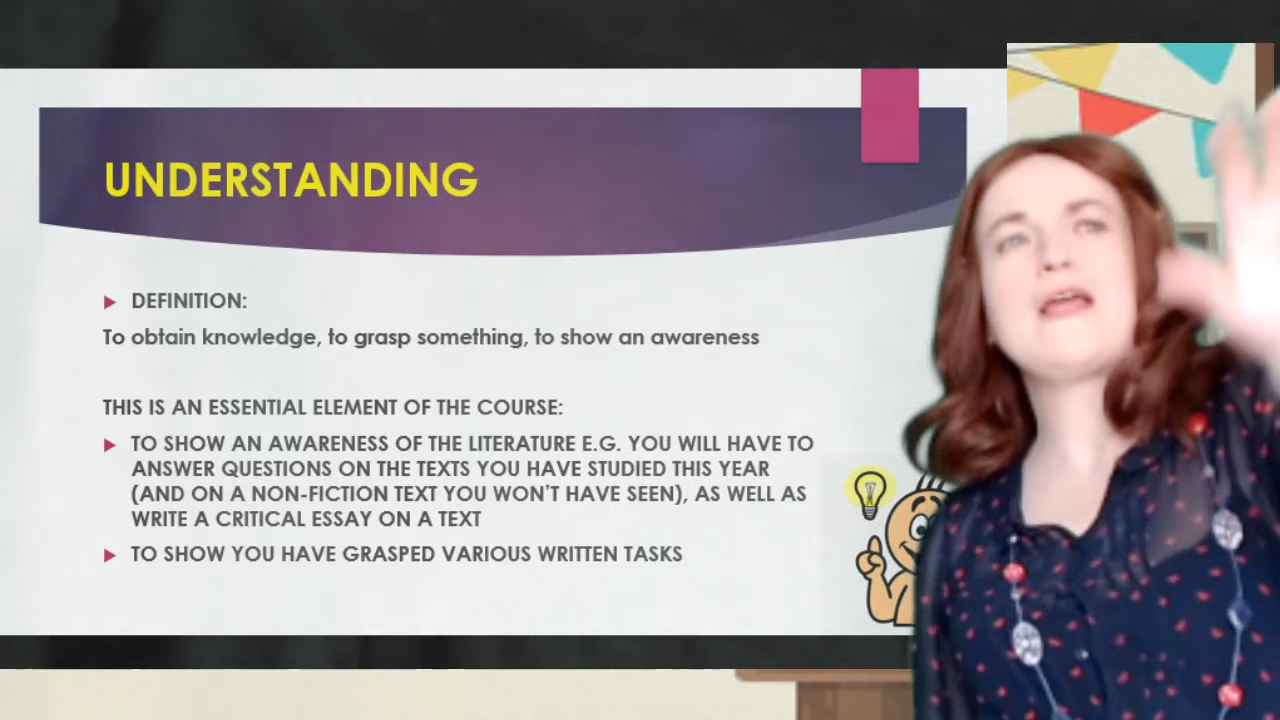 UNDERSTANDING
DEFINITION:
To obtain knowledge, to grasp something, to show an awareness
THIS IS AN ESSENTIAL ELEMENT OF THE COURSE:
TO SHOW AN AWARENESS OF THE LITERATURE E.G. YOU WILL HAVE TO
ANSWER QUESTIONS ON THE TEXTS YOU HAVE STUDIED THIS YEAR
(AND ON A NON-FICTION TEXT YOU WON'T HAVE SEEN), AS WELL AS
WRITE A CRITICAL ESSAY ON A TEXT
TO SHOW YOU HAVE GRASPED VARIOUS WRITTEN TASKS